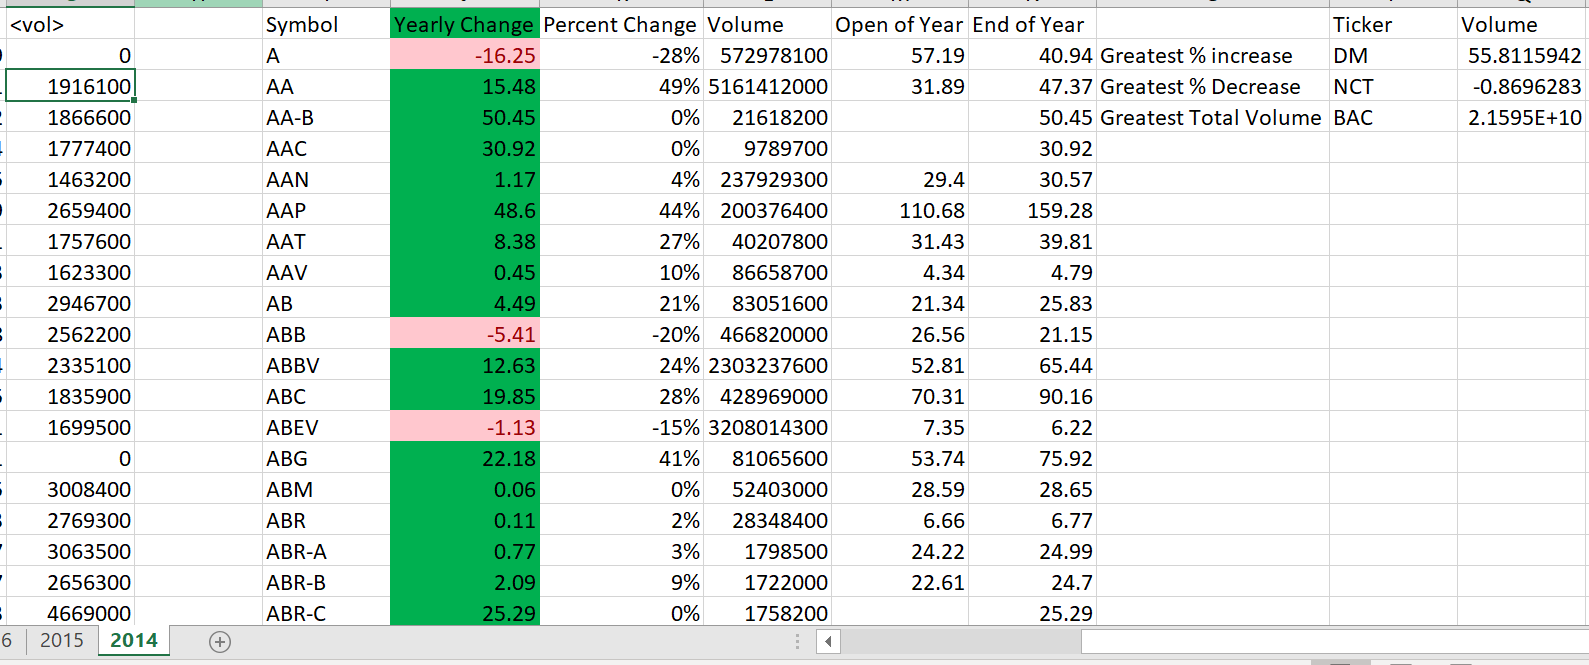 <vol> Symbol Yearly Change Percent Change Volume Open of Year End of Year Ticker Volume
0 A -16.25 -28% 572978100 57.19 40.94 Greatest % increase DM 55.8115942
1916100 AA 15.48 49% 5161412000 31.89 47.37 Greatest % Decrease NCT -0.8696283
1866600 AA-B 50.45 0% 21618200 50.45 Greatest Total Volume BAC 2.1595E+10
1777400 AAC 30.92 0% 9789700 30.92
1463200 AAN 1.17 4% 237929300 29.4 30.57
2659400 AAP 48.6 44% 200376400 110.68 159.28
1757600 AAT 8.38 27% 40207800 31.43 39.81
1623300 AAV 0.45 10% 86658700 4.34 4.79
2946700 AB 4.49 21% 83051600 21.34 25.83
2562200 ABB -5.41 -20% 466820000 26.56 21.15
2335100 ABBV 12.63 24% 2303237600 52.81 65.44
1835900 ABC 19.85 28% 428969000 70.31 90.16
1699500 ABEV -1.13 -15% 3208014300 7.35 6.22
0 ABG 22.18 41% 81065600 53.74 75.92
3008400 ABM 0.06 0% 52403000 28.59 28.65
2769300 ABR 0.11 2% 28348400 6.66 6.77
3063500 ABR-A 0.77 3% 1798500 24.22 24.99
2656300 ABR-B 2.09 9% 1722000 22.61 24.7
4669000 ABR-C 25.29 0% 1758200 25.29
6 2015 2014